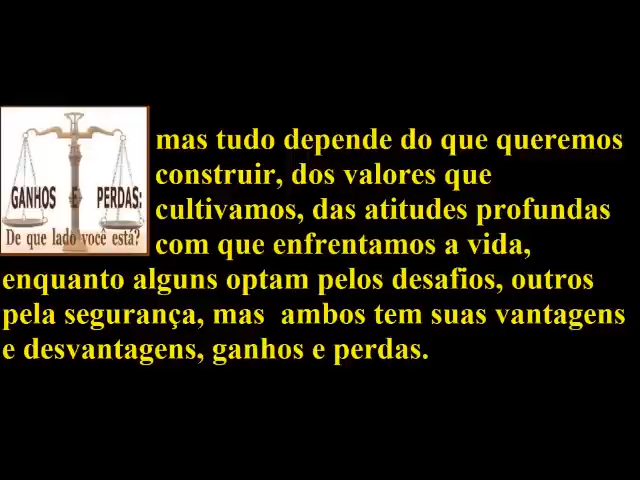 GANHOS E PERDAS:
De que lado você está?
mas tudo depende do que queremos
construir, dos valores que
cultivamos, das atitudes profundas
com que enfrentamos a vida,
enquanto alguns optam pelos desafios, outros
pela segurança, mas  ambos tem suas vantagens
e desvantagens, ganhos e perdas.